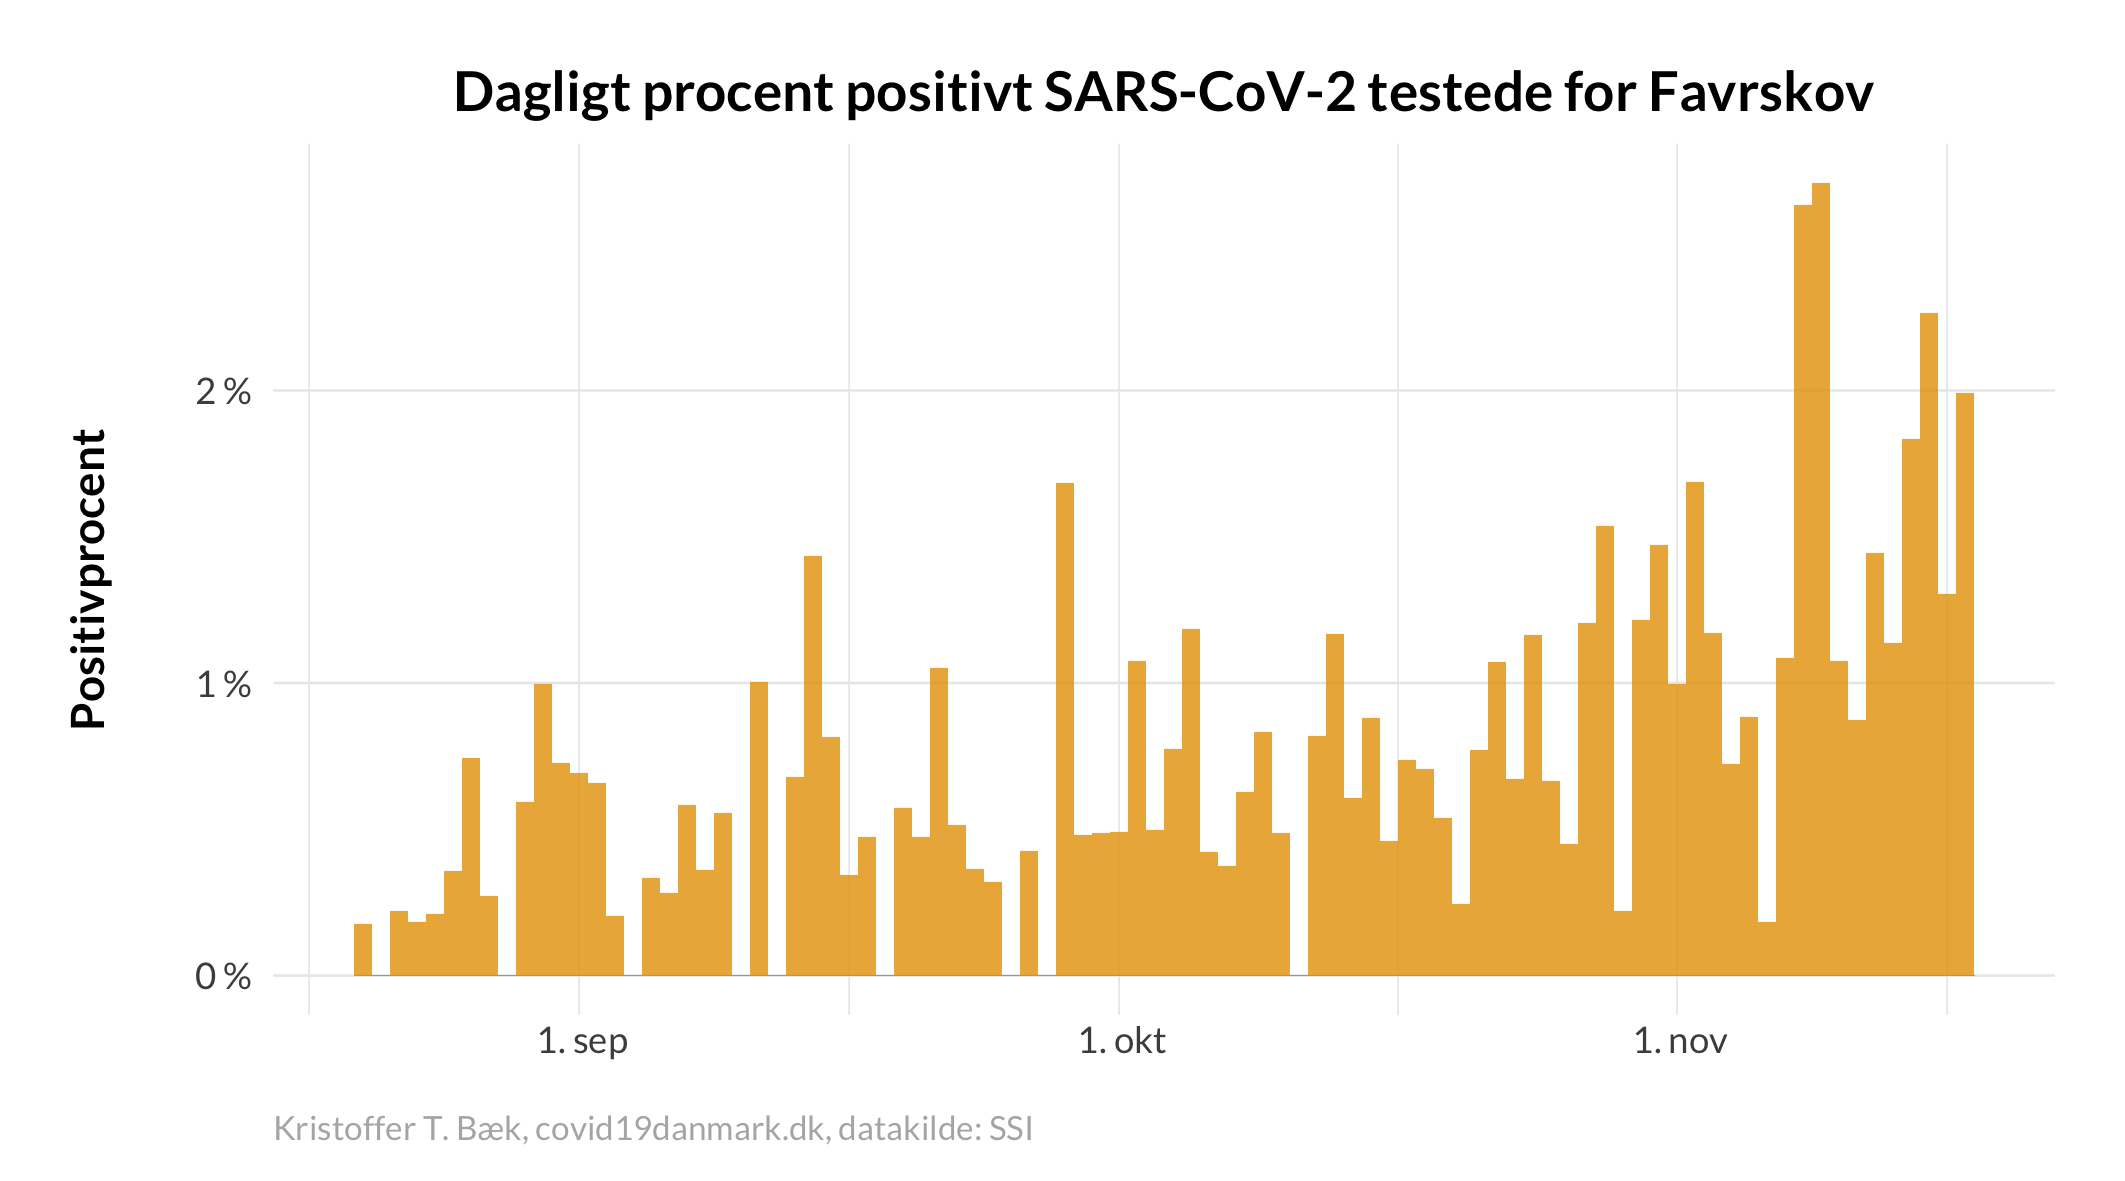 Dagligt procent positivt SARS-CoV-2 testede for Favrskov
Positivprocent
2 %
1 %
0 %
1. sep
1. okt
1. nov
Kristoffer T. Bæk, covid19danmark.dk, datakilde: SSI